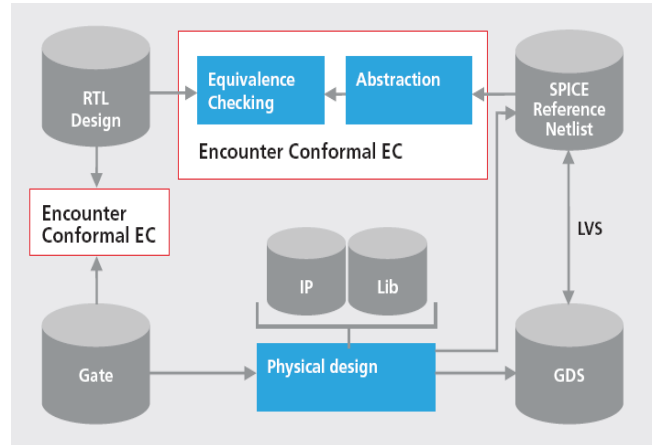 RTL
Design
Equivalence
Checking
Abstraction
Encounter Conformal EC
SPICE
Reference
Netlist
Encounter
Conformal EC
LVS
IP
Lib
Gate
Physical design
GDS